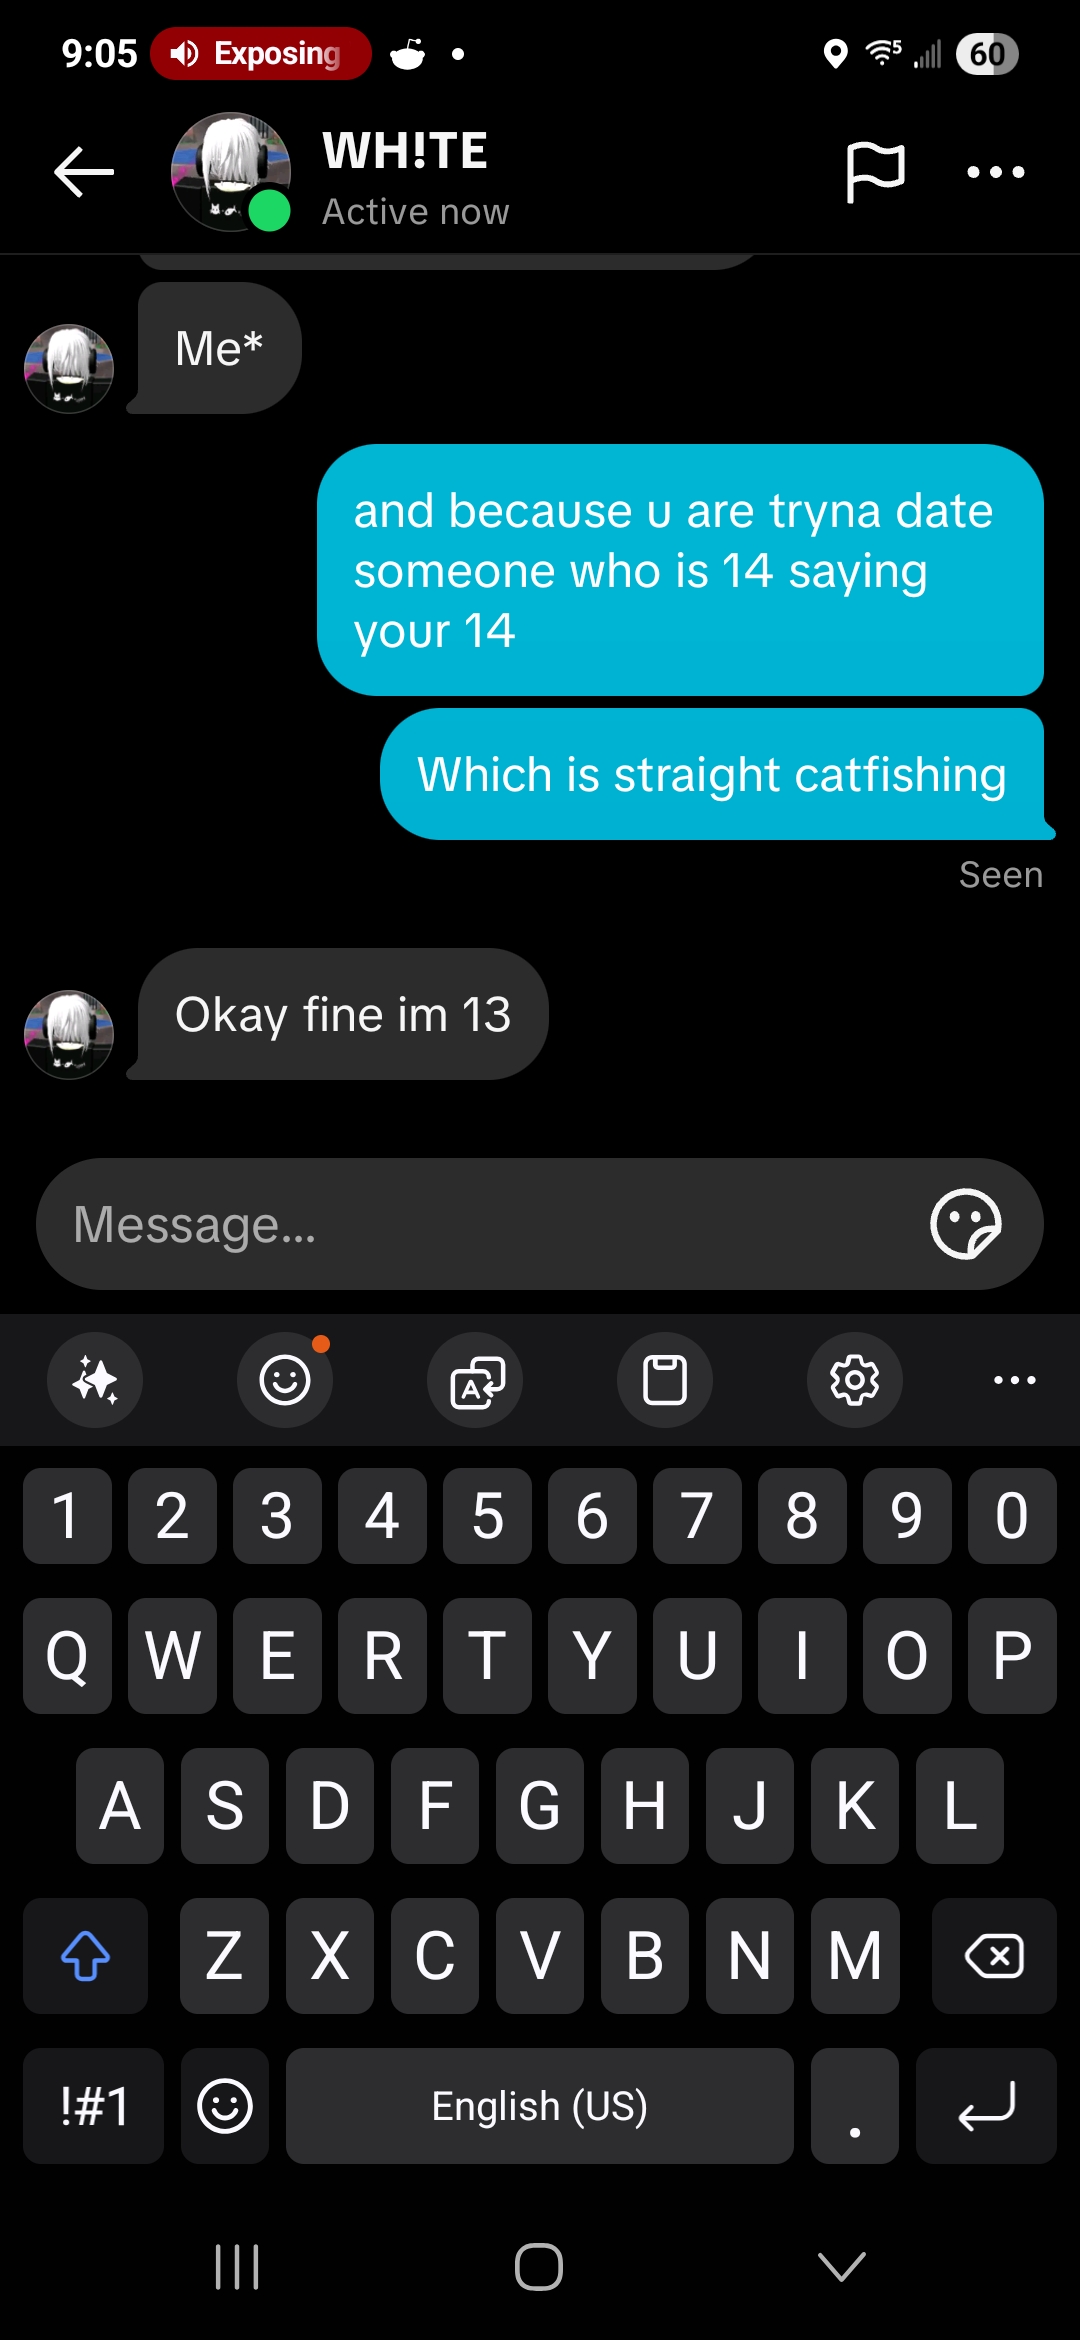 9:05 Exposing 5 60
WH!TE
Active now
Me*
and because u are tryna date
someone who is 14 saying
your 14
Which is straight catfishing
Seen
Okay fine im 13
Message...
A
1 2 3 4 5 6 7 8 9 0
Q W E R T Y U I O P
A S D F G H J K L
Z X C V B N M
!#1 English (US) .